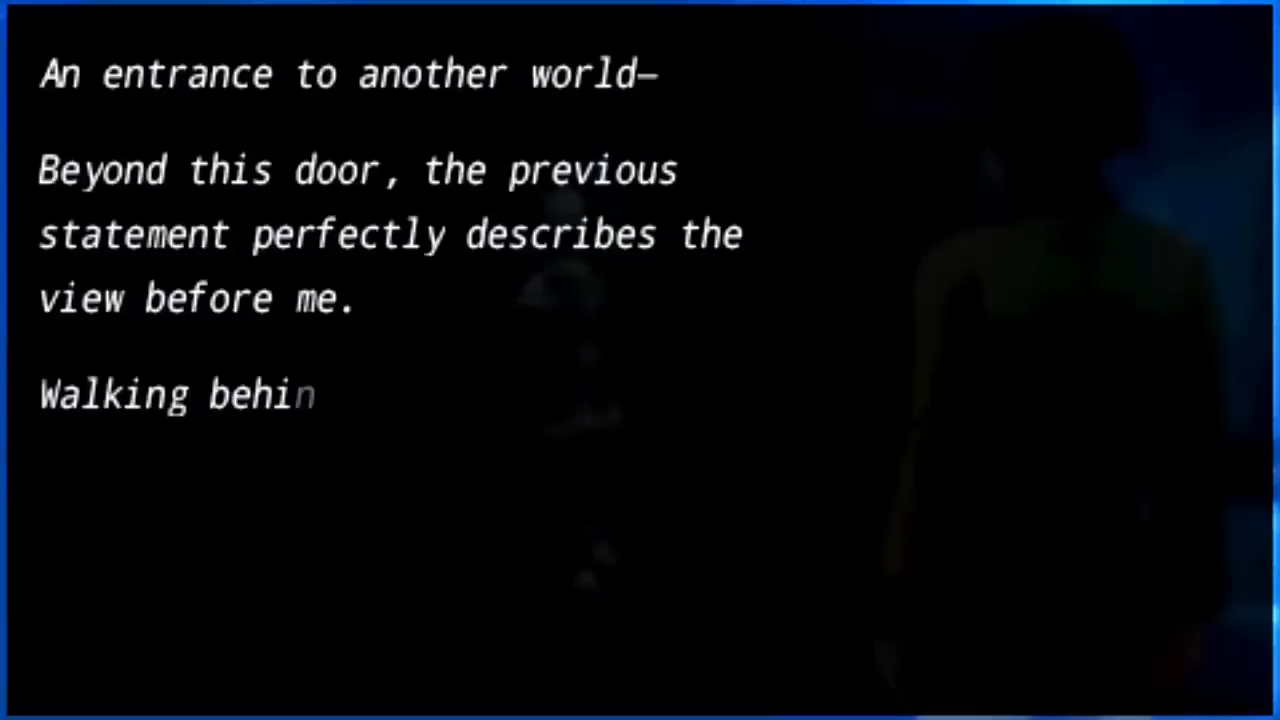 An entrance to another world—
Beyond this door, the previous
statement perfectly describes the
view before me.
Walking behin